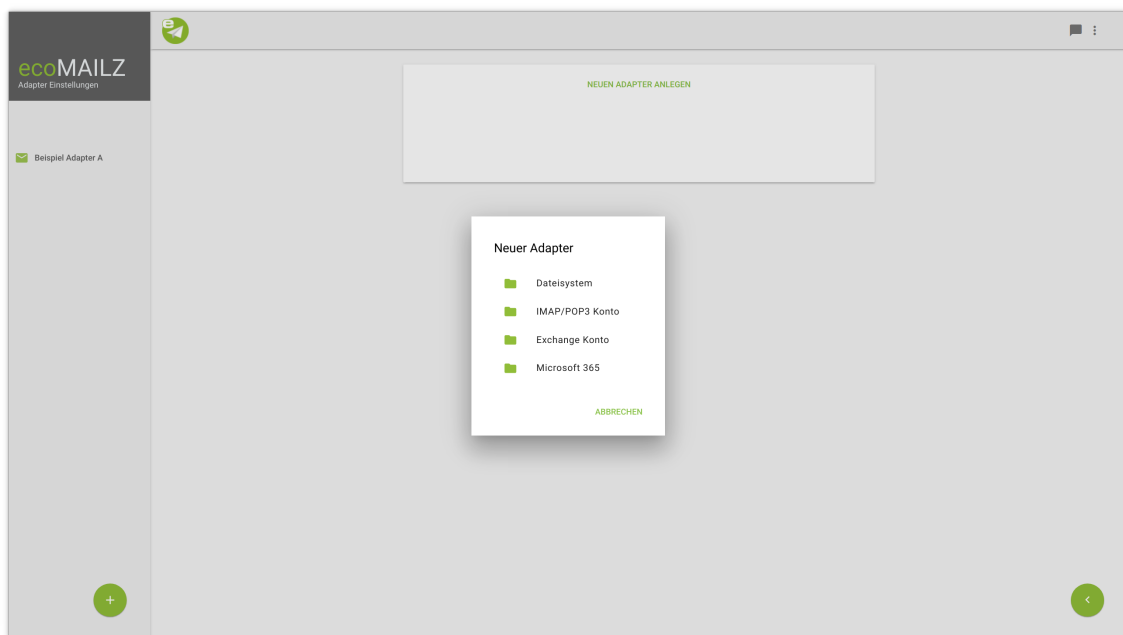 ecoMAILZ
Adapter Einstellungen
Beispiel Adapter A
NEUEN ADAPTER ANLEGEN
Neuer Adapter
Dateisystem
IMAP/POP3 Konto
Exchange Konto
Microsoft 365
ABBRECHEN